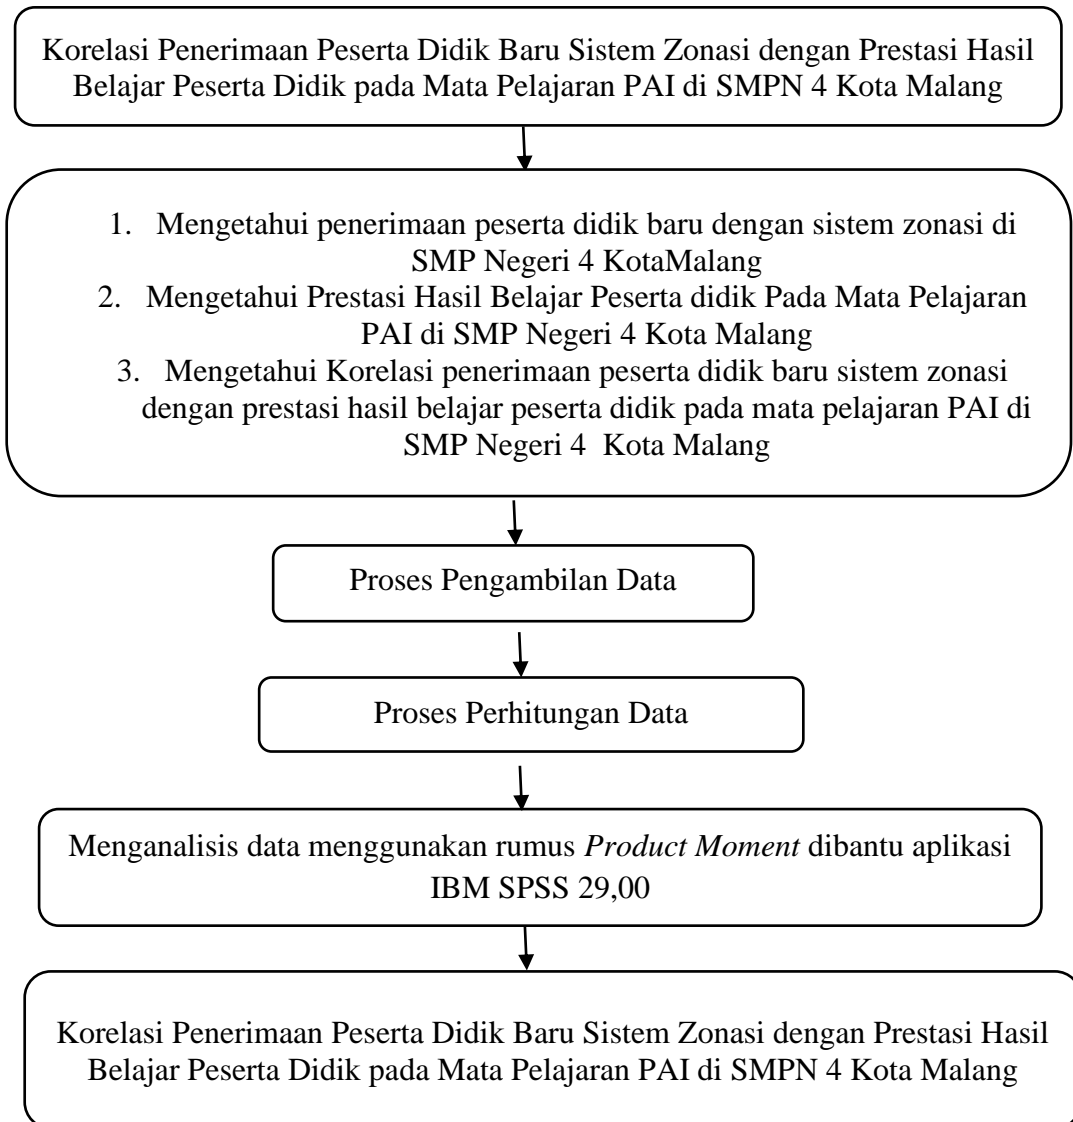 Korelasi Penerimaan Peserta Didik Baru Sistem Zonasi dengan Prestasi Hasil
Belajar Peserta Didik pada Mata Pelajaran PAI di SMPN 4 Kota Malang
1. Mengetahui penerimaan peserta didik baru dengan sistem zonasi di
SMP Negeri 4 KotaMalang
2. Mengetahui Prestasi Hasil Belajar Peserta didik Pada Mata Pelajaran
PAI di SMP Negeri 4 Kota Malang
3. Mengetahui Korelasi penerimaan peserta didik baru sistem zonasi
dengan prestasi hasil belajar peserta didik pada mata pelajaran PAI di
SMP Negeri 4 Kota Malang
Proses Pengambilan Data
Proses Perhitungan Data
Menganalisis data menggunakan rumus Product Moment dibantu aplikasi
IBM SPSS 29,00
Korelasi Penerimaan Peserta Didik Baru Sistem Zonasi dengan Prestasi Hasil
Belajar Peserta Didik pada Mata Pelajaran PAI di SMPN 4 Kota Malang